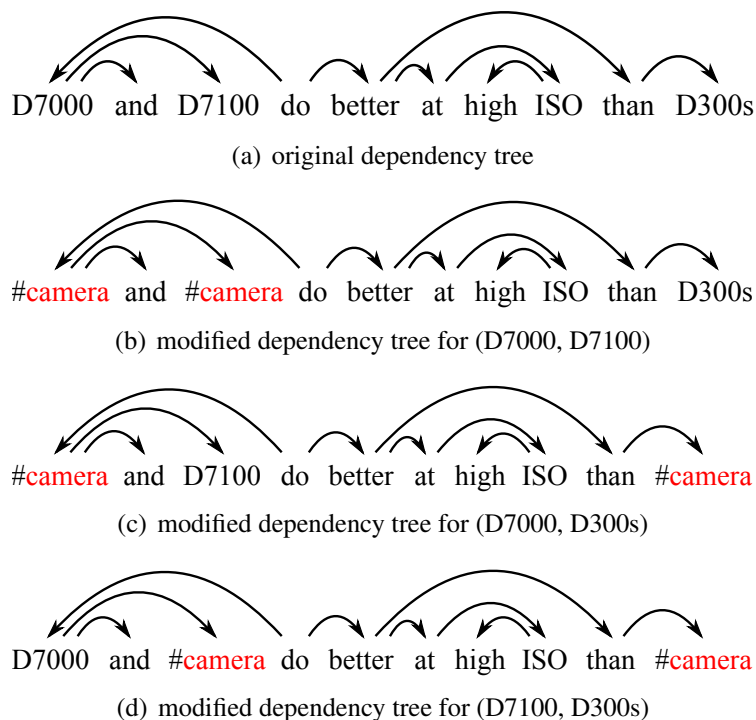 D7000 and D7100 do better at high ISO than D300s
(a) original dependency tree
#camera and #camera do better at high ISO than D300s
(b) modified dependency tree for (D7000, D7100)
#camera and D7100 do better at high ISO than #camera
(c) modified dependency tree for (D7000, D300s)
D7000 and #camera do better at high ISO than #camera
(d) modified dependency tree for (D7100, D300s)